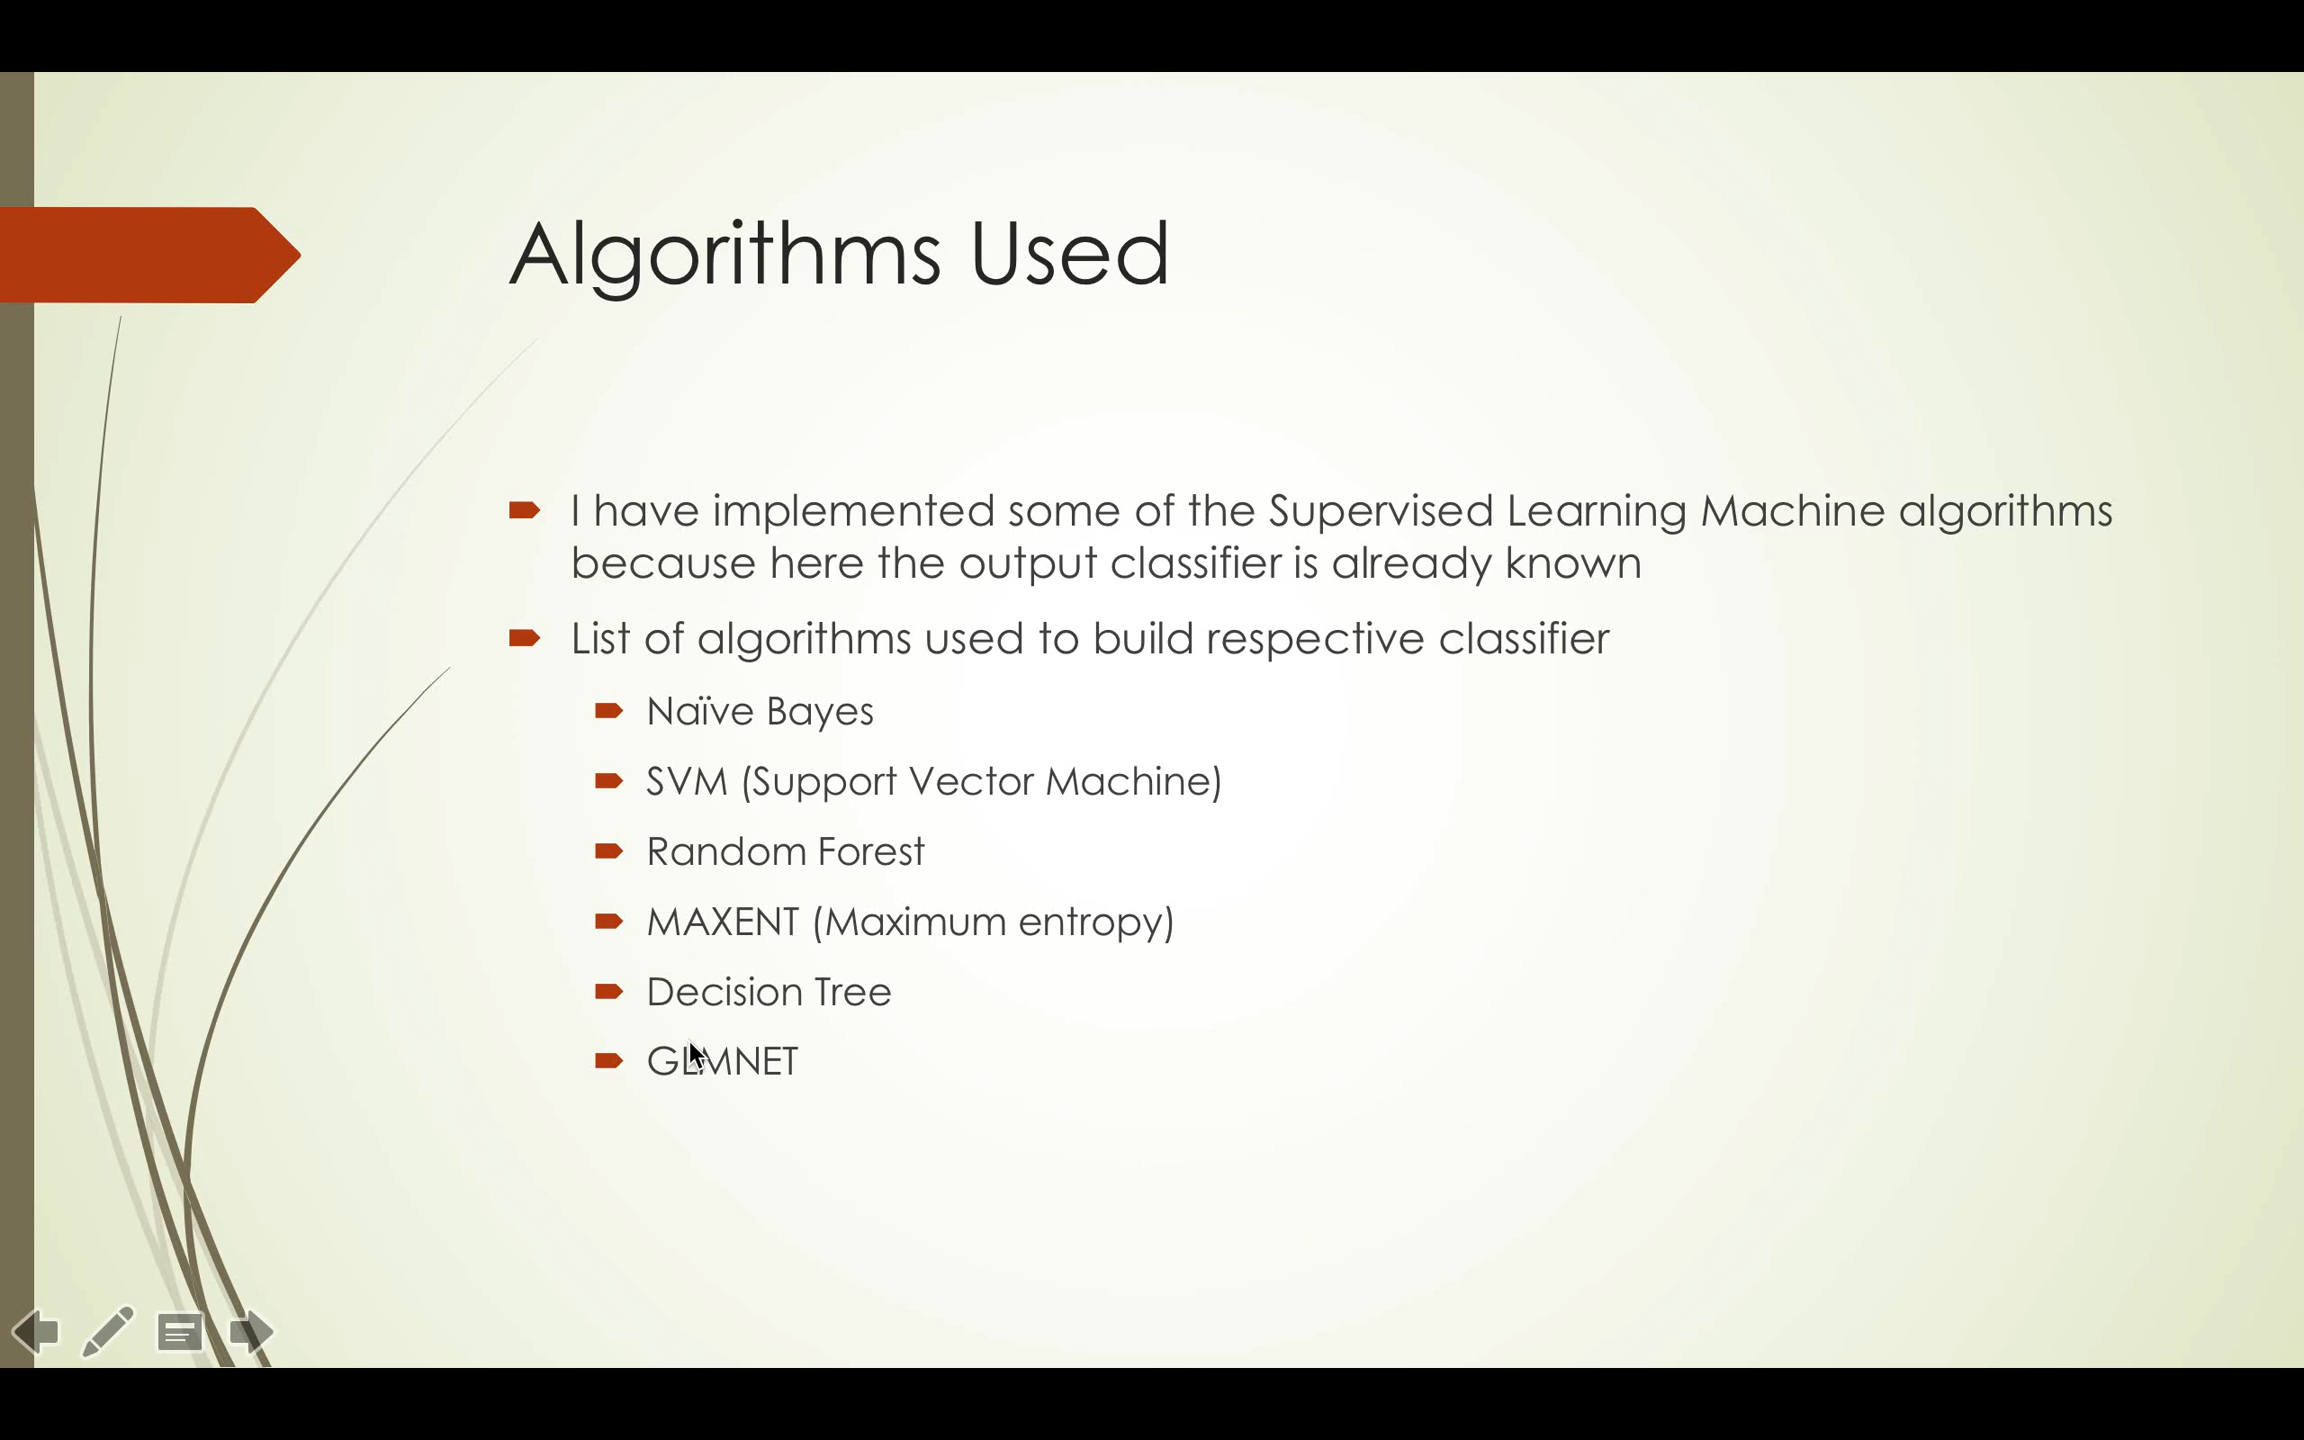 Algorithms Used
I have implemented some of the Supervised Learning Machine algorithms
because here the output classifier is already known
List of algorithms used to build respective classifier
Naïve Bayes
SVM (Support Vector Machine)
Random Forest
MAXENT (Maximum entropy)
Decision Tree
GLMNET